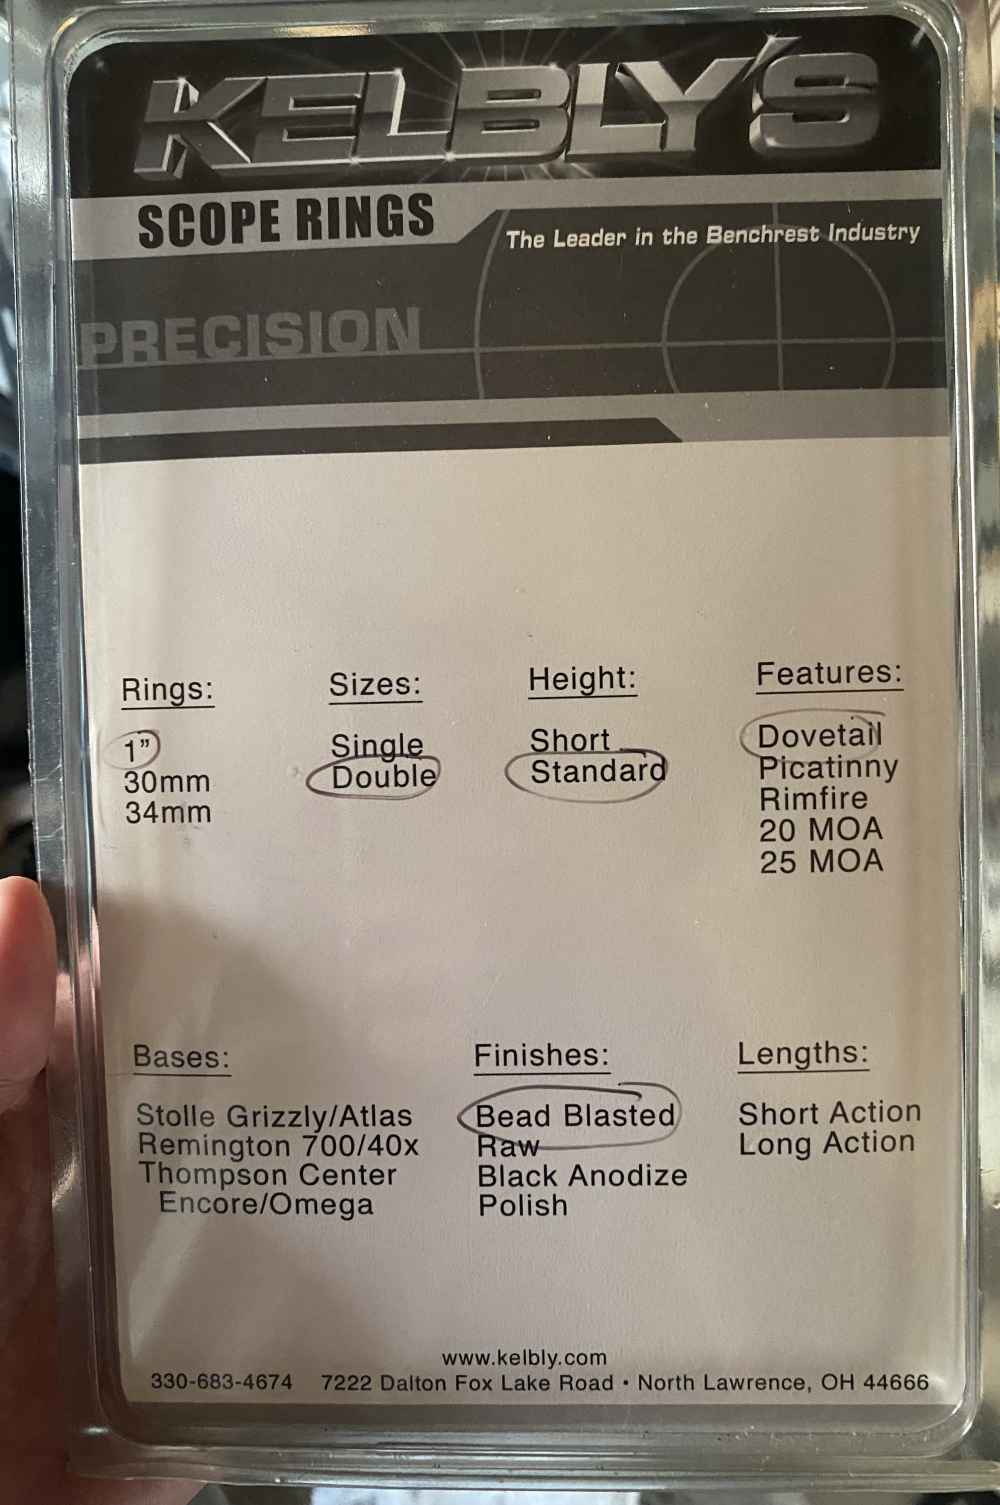 KELBLY'S
SCOPE RINGS
The Leader in the Benchrest Industry
PRECISION
Rings:
1”
30mm
34mm
Sizes:
Single
Double
Height:
Short
Standard
Features:
Dovetail
Picatinny
Rimfire
20 MOA
25 MOA
Bases:
Stolle Grizzly/Atlas
Remington 700/40x
Thompson Center
Encore/Omega
Finishes:
Bead Blasted
Raw
Black Anodize
Polish
Lengths:
Short Action
Long Action
www.kelbly.com
330-683-4674 7222 Dalton Fox Lake Road • North Lawrence, OH 44666